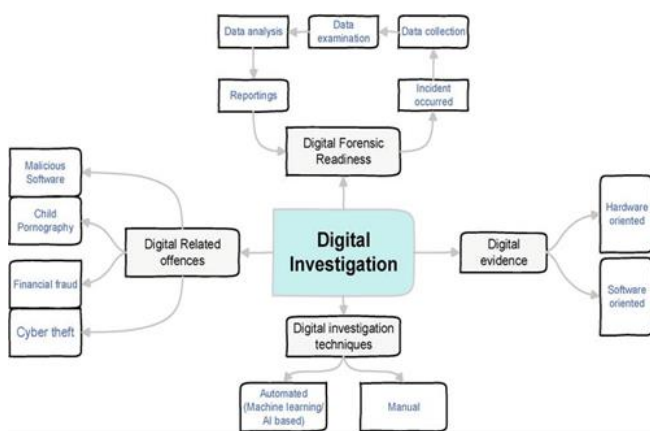 Data analysis
Data
examination
Data collection
Reportings
Incident
occurred
Digital Forensic
Readiness
Malicious
Software
Child
Pornography
Financial fraud
Cyber theft
Digital Related
offences
Digital
Investigation
Digital
evidence
Hardware
oriented
Software
oriented
Digital investigation
techniques
Automated
(Machine learning/
AI based)
Manual